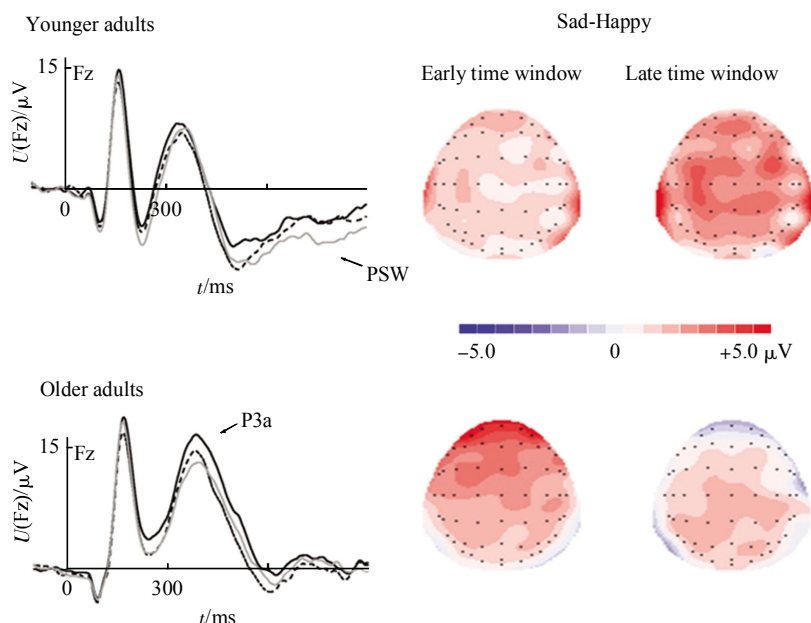 Younger adults
Sad-Happy
Early time window
Late time window
15
Fz
U(Fz)/μV
0
300
t/ms
PSW
−5.0
0
+5.0 μV
Older adults
P3a
15
Fz
U(Fz)/μV
0
300
t/ms